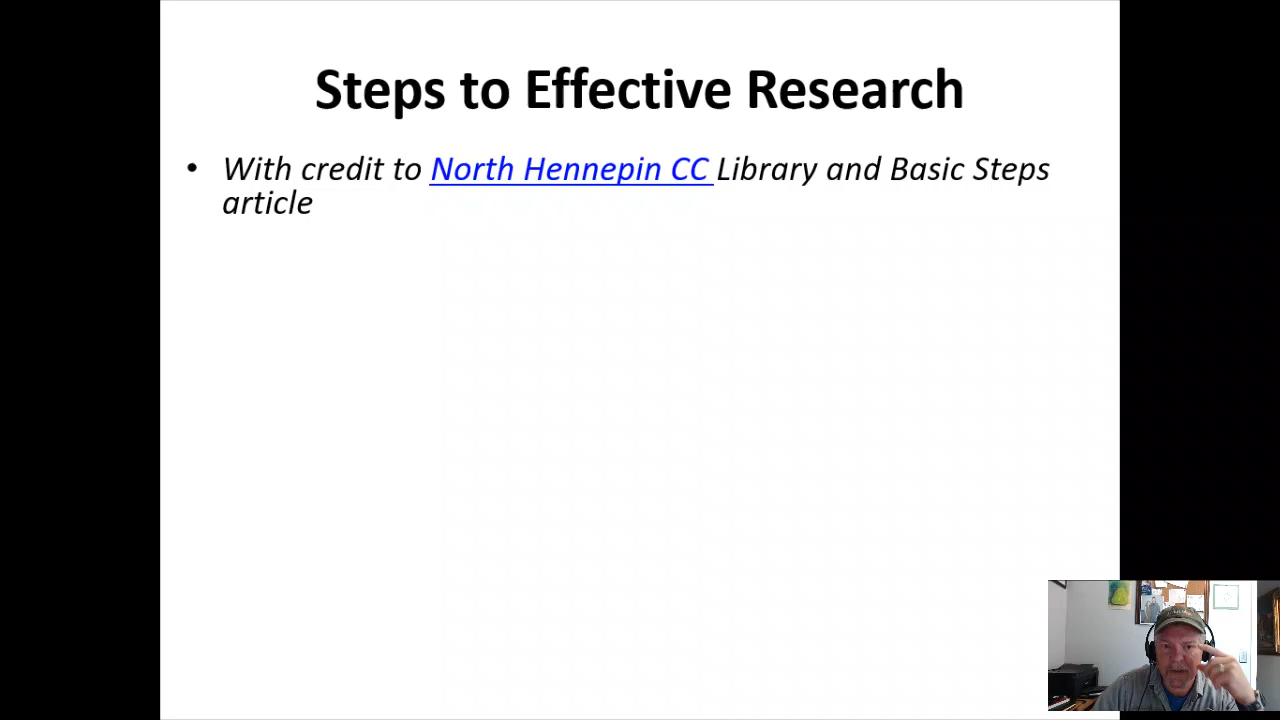 Steps to Effective Research
• With credit to North Hennepin CC Library and Basic Steps
article